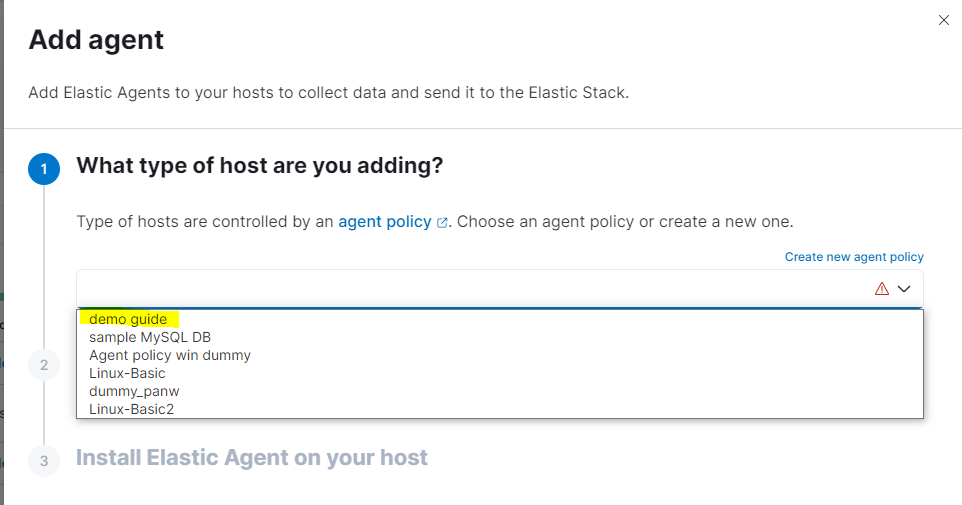 Add agent
Add Elastic Agents to your hosts to collect data and send it to the Elastic Stack.
1
What type of host are you adding?
Type of hosts are controlled by an agent policy. Choose an agent policy or create a new one.
Create new agent policy
demo guide
sample MySQL DB
Agent policy win dummy
Linux-Basic
dummy_panw
Linux-Basic2
2
3
Install Elastic Agent on your host